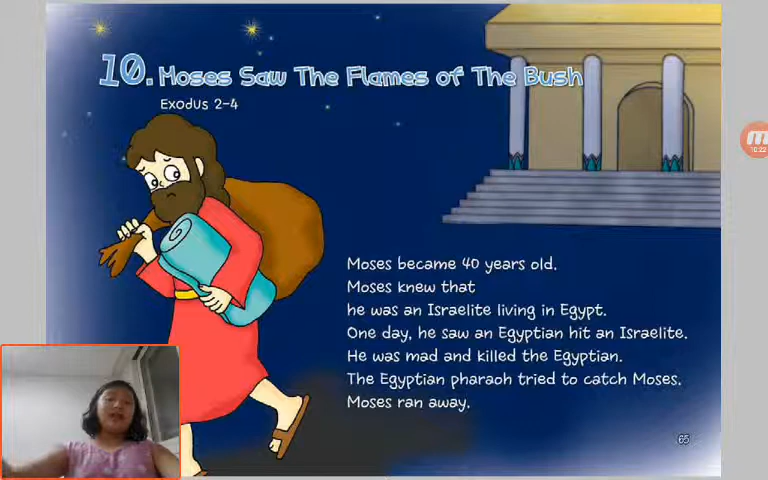 10. Moses Saw The Flames of The Bush
Exodus 2-4
Moses became 40 years old.
Moses knew that
he was an Israelite living in Egypt.
One day, he saw an Egyptian hit an Israelite.
He was mad and killed the Egyptian.
The Egyptian pharaoh tried to catch Moses.
Moses ran away.
65
M
10:22